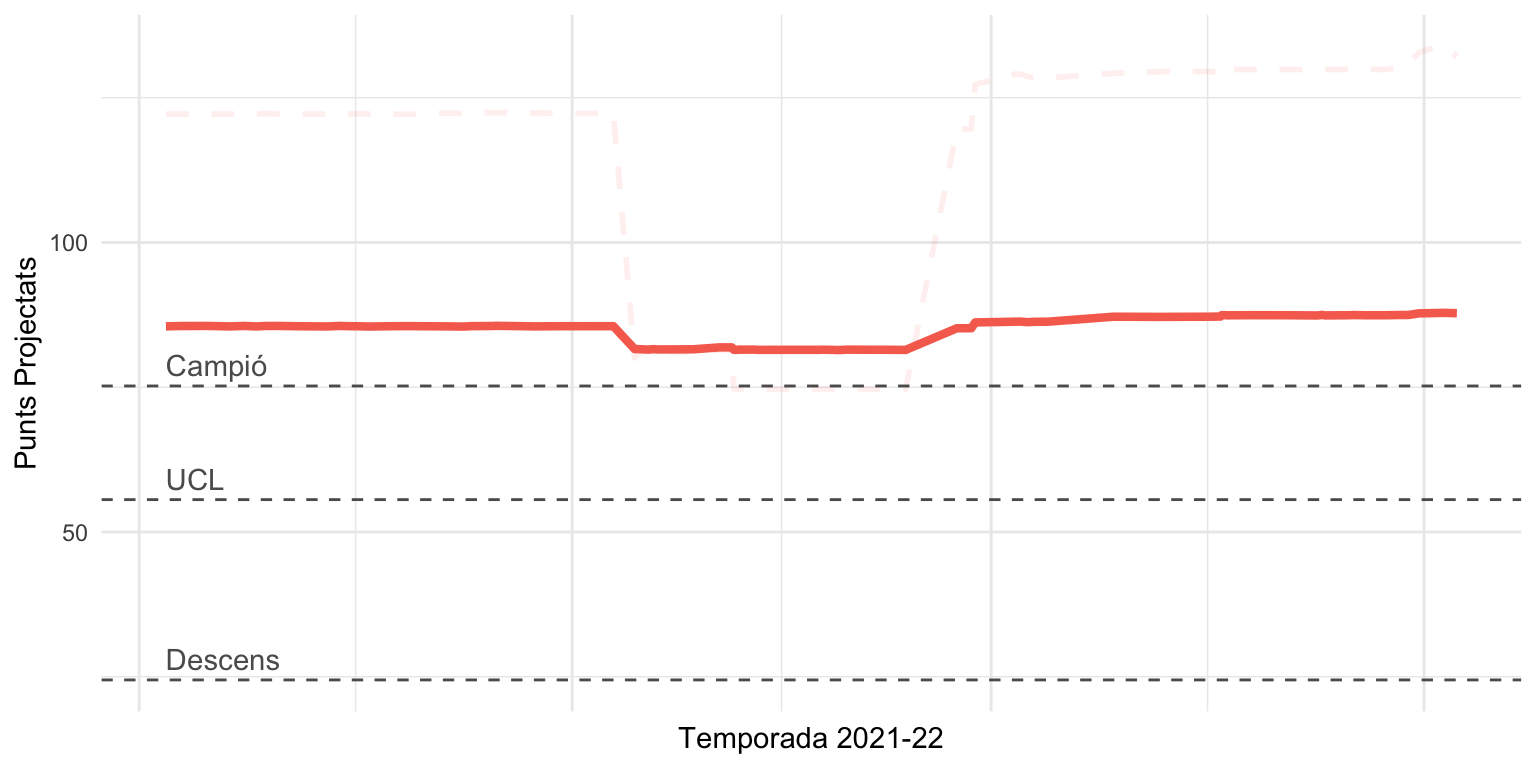 Punts Projectats
100
50
Campió
UCL
Descens
Temporada 2021-22